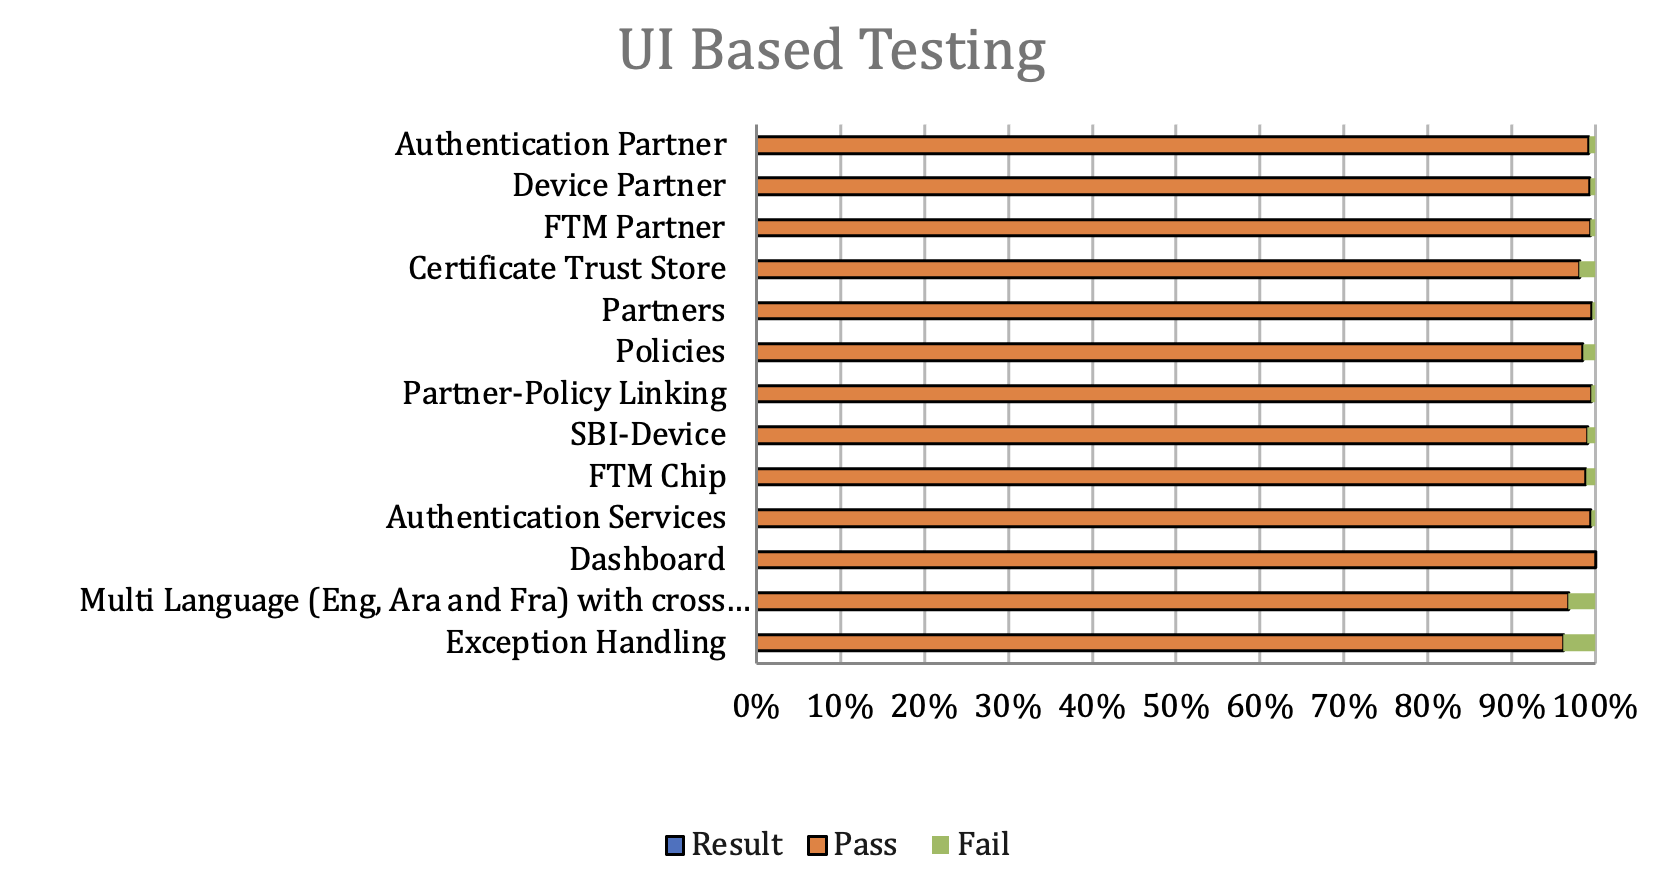 UI Based Testing
Authentication Partner
Device Partner
FTM Partner
Certificate Trust Store
Partners
Policies
Partner-Policy Linking
SBI-Device
FTM Chip
Authentication Services
Dashboard
Multi Language (Eng, Ara and Fra) with cross...
Exception Handling
0% 10% 20% 30% 40% 50% 60% 70% 80% 90% 100%
Result Pass Fail